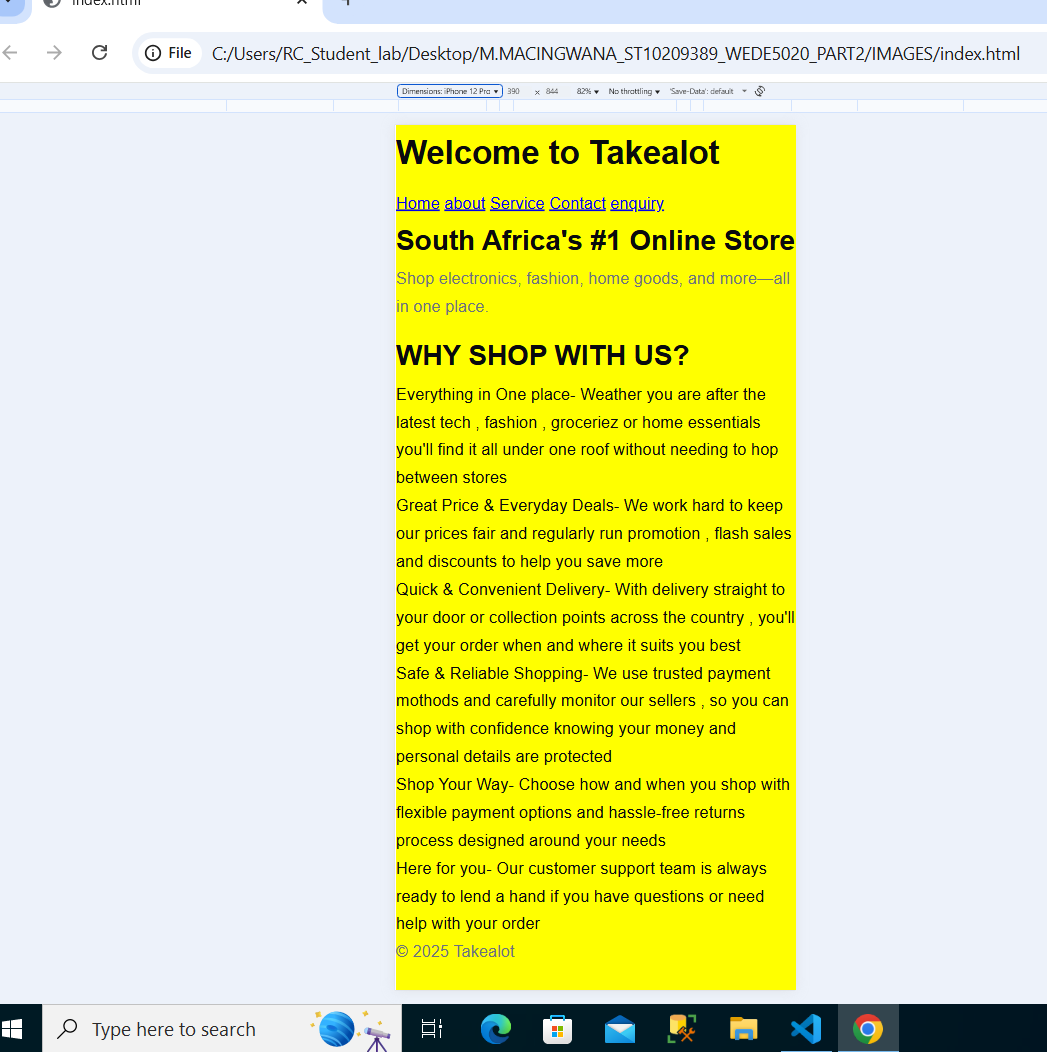 index.html
File C:/Users/RC_Student_lab/Desktop/M.MACINGWANA_ST10209389_WEDE5020_PART2/IMAGES/index.html
Dimensions: iPhone 12 Pro ▾ 390 × 844 82% ▾ No throttling ▾ 'Save-Data': default ▾
Welcome to Takealot
Home about Service Contact enquiry
South Africa's #1 Online Store
Shop electronics, fashion, home goods, and more—all
in one place.
WHY SHOP WITH US?
Everything in One place- Weather you are after the
latest tech , fashion , groceriez or home essentials
you'll find it all under one roof without needing to hop
between stores
Great Price & Everyday Deals- We work hard to keep
our prices fair and regularly run promotion , flash sales
and discounts to help you save more
Quick & Convenient Delivery- With delivery straight to
your door or collection points across the country , you'll
get your order when and where it suits you best
Safe & Reliable Shopping- We use trusted payment
mothods and carefully monitor our sellers , so you can
shop with confidence knowing your money and
personal details are protected
Shop Your Way- Choose how and when you shop with
flexible payment options and hassle-free returns
process designed around your needs
Here for you- Our customer support team is always
ready to lend a hand if you have questions or need
help with your order
© 2025 Takealot
Type here to search